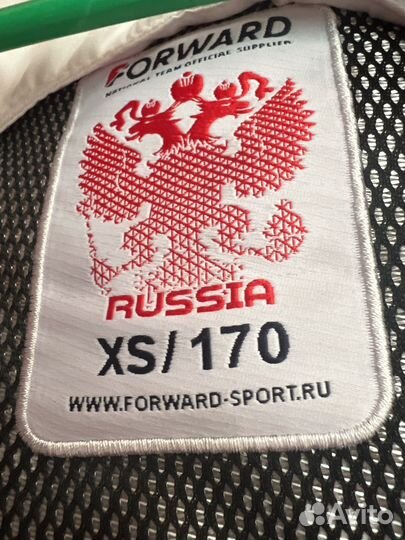 FORWARD
NATIONAL TEAM OFFICIAL SUPPLIER
RUSSIA
XS/170
WWW.FORWARD-SPORT.RU
Avito